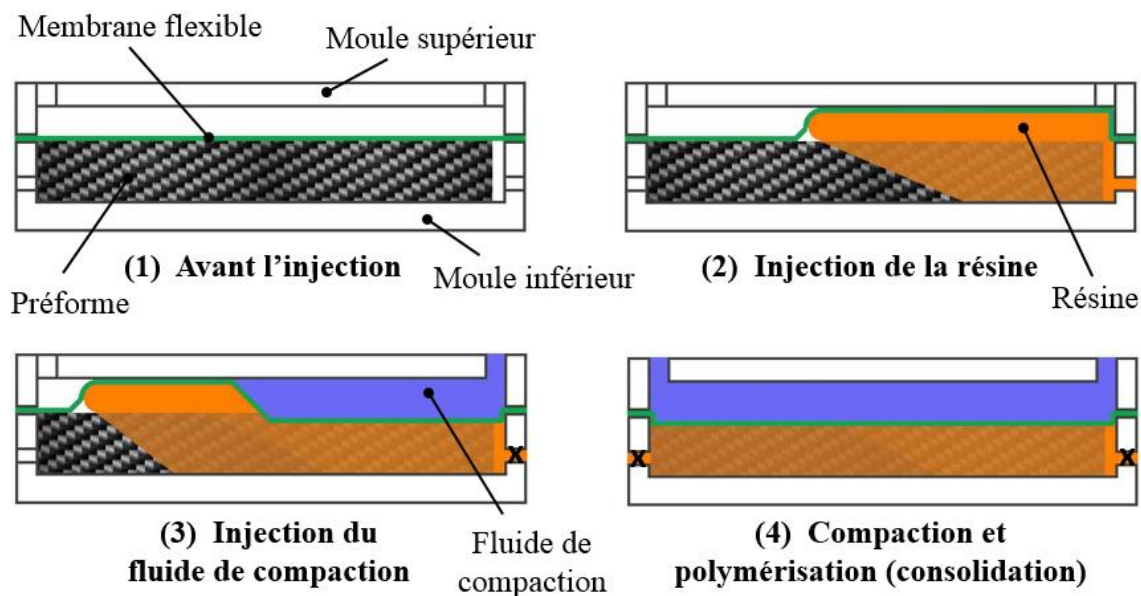 Membrane flexible
Moule supérieur
(1) Avant l'injection
Moule inférieur
Préforme
(2) Injection de la résine
Résine
x
(3) Injection du
fluide de compaction
Fluide de
compaction
x
x
(4) Compaction et
polymérisation (consolidation)